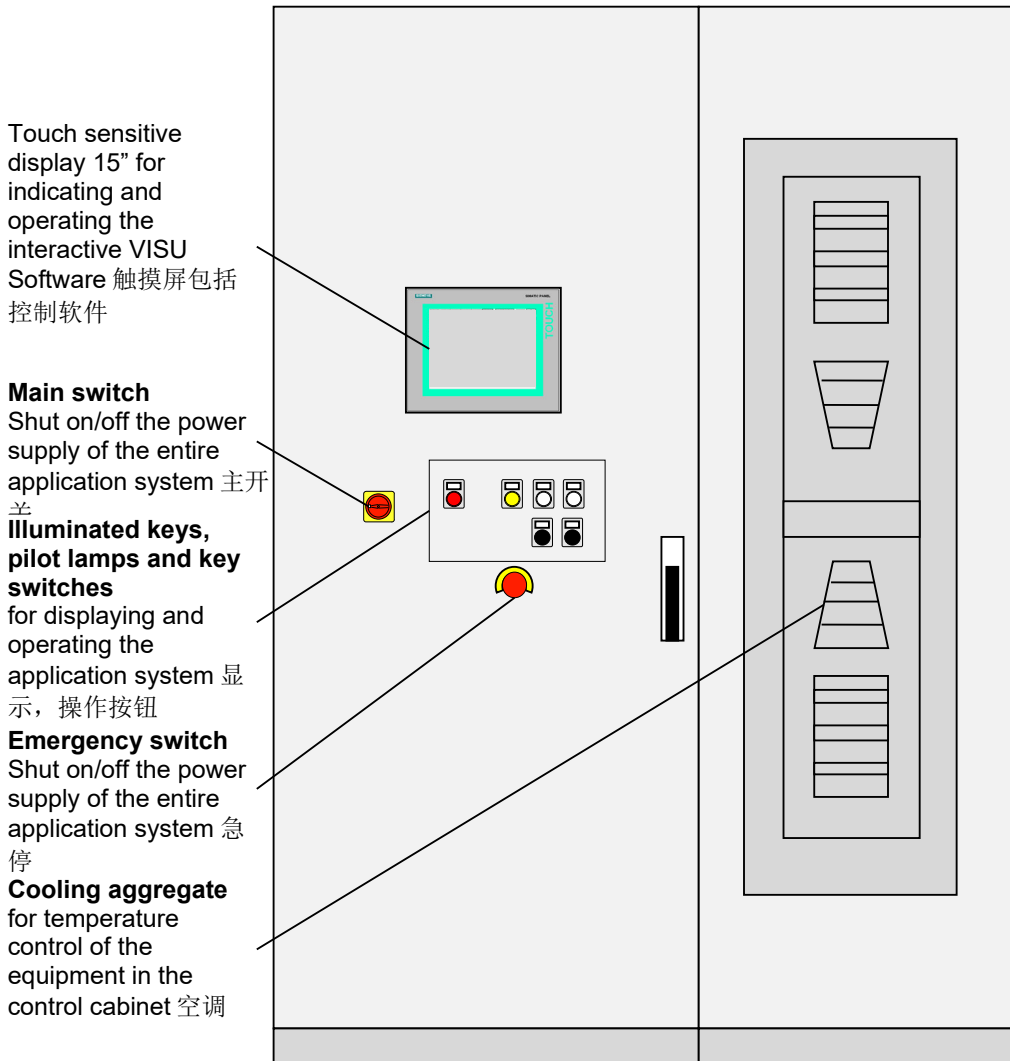 Touch sensitive
display 15” for
indicating and
operating the
interactive VISU
Software 触摸屏包括
控制软件
TOUCH
Main switch
Shut on/off the power
supply of the entire
application system 主开
Illuminated keys,
pilot lamps and key
switches
for displaying and
operating the
application system 显
示，操作按钮
Emergency switch
Shut on/off the power
supply of the entire
application system 急
停
Cooling aggregate
for temperature
control of the
equipment in the
control cabinet 空调